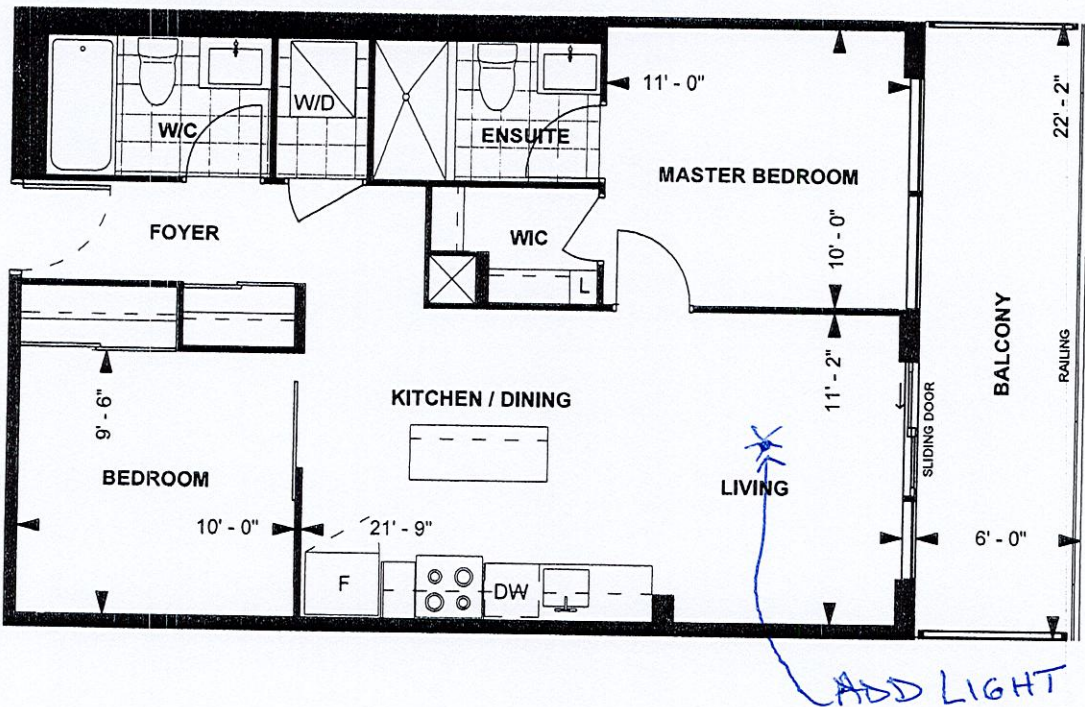 W/C
W/D
ENSUITE
11' - 0"
22' - 2"
MASTER BEDROOM
FOYER
WIC
10' - 0"
L
BALCONY
RAILING
KITCHEN / DINING
11' - 2"
9' - 6"
SLIDING DOOR
BEDROOM
LIVING
10' - 0"
21' - 9"
6' - 0"
F
DW
ADD LIGHT